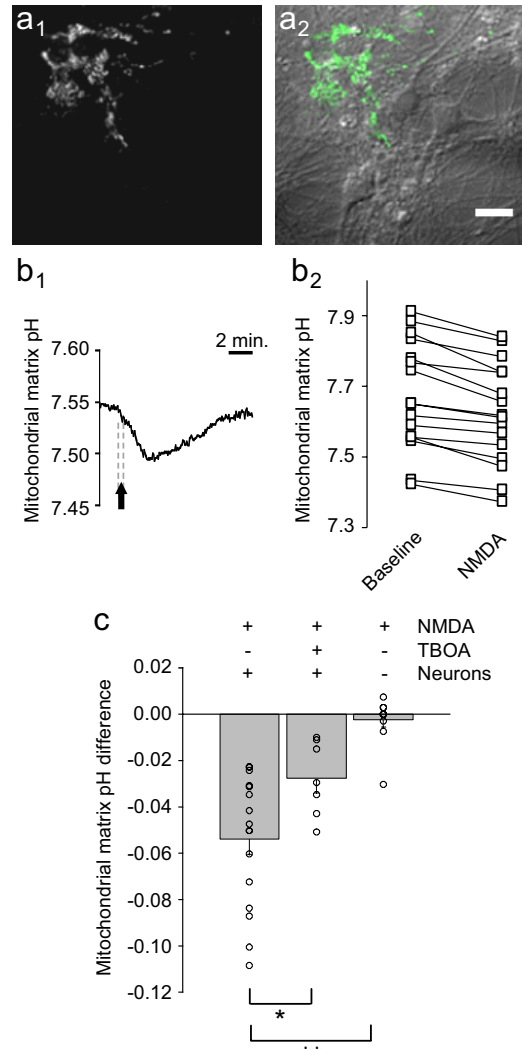 a1 a2
b1 b2
Mitochondrial matrix pH
7.60
7.55
7.50
7.45
2 min.
Mitochondrial matrix pH
7.9
7.7
7.5
7.3
Baseline NMDA
c
+ + + NMDA
- + - TBOA
+ + - Neurons
Mitochondrial matrix pH difference
0.02
0.00
-0.02
-0.04
-0.06
-0.08
-0.10
-0.12
*